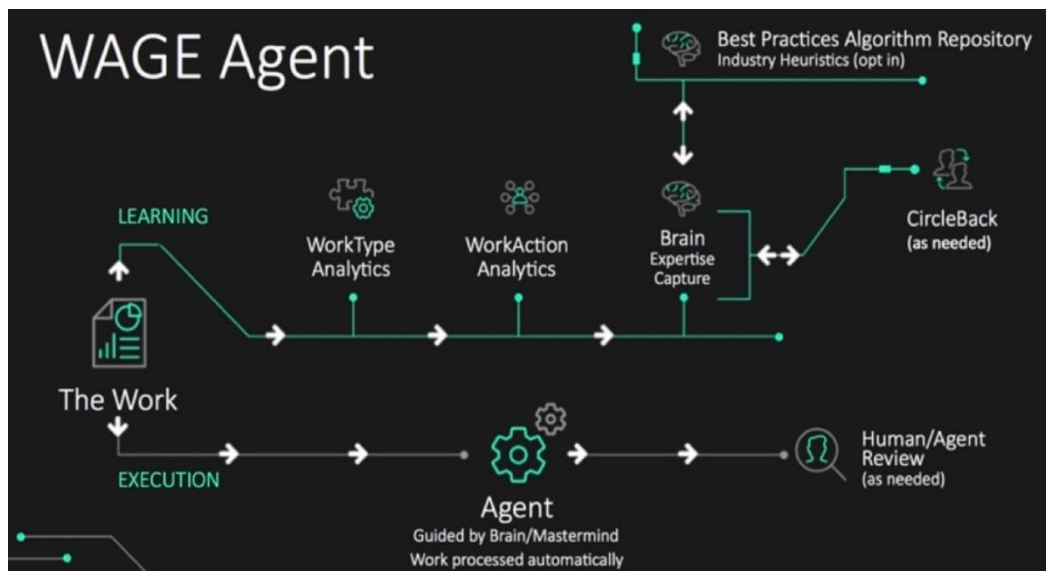 WAGE Agent
Best Practices Algorithm Repository
Industry Heuristics (opt in)
LEARNING
WorkType
Analytics
WorkAction
Analytics
Brain
Expertise
Capture
CircleBack
(as needed)
The Work
EXECUTION
Agent
Guided by Brain/Mastermind
Work processed automatically
Human/Agent
Review
(as needed)